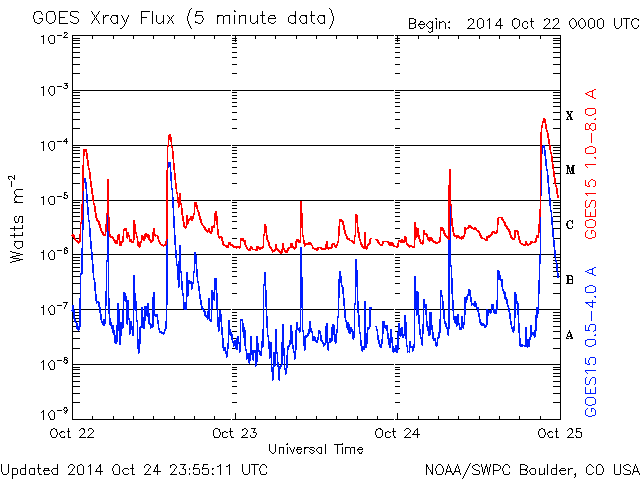 GOES Xray Flux (5 minute data)
Begin: 2014 Oct 22 0000 UTC
10-2
10-3
10-4
10-5
10-6
10-7
10-8
10-9
Watts m-2
X
M
C
B
A
GOES15 1.0-8.0 A
GOES15 0.5-4.0 A
Oct 22
Oct 23
Oct 24
Oct 25
Universal Time
Updated 2014 Oct 24 23:55:11 UTC
NOAA/SWPC Boulder, CO USA